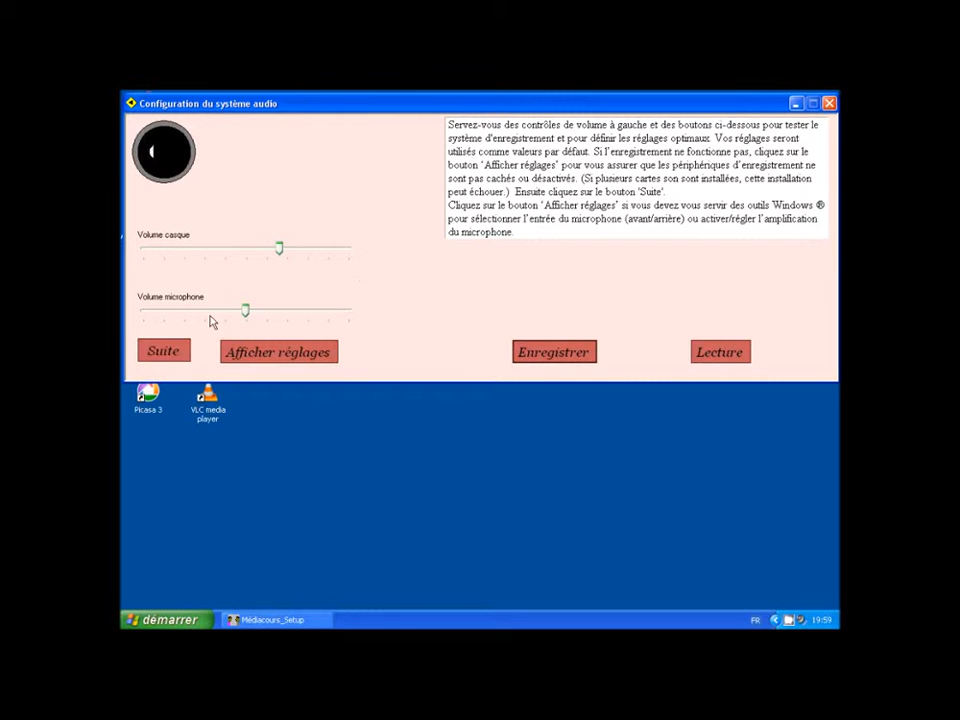 Configuration du système audio
Servez-vous des contrôles de volume à gauche et des boutons ci-dessous pour tester le
système d'enregistrement et pour définir les réglages optimaux. Vos réglages seront
utilisés comme valeurs par défaut. Si l'enregistrement ne fonctionne pas, cliquez sur le
bouton 'Afficher réglages' pour vous assurer que les périphériques d'enregistrement ne
sont pas cachés ou désactivés. (Si plusieurs cartes son sont installées, cette installation
peut échouer.)  Ensuite cliquez sur le bouton 'Suite'.
Cliquez sur le bouton 'Afficher réglages' si vous devez vous servir des outils Windows ®
pour sélectionner l'entrée du microphone (avant/arrière) ou activer/régler l'amplification
du microphone.
Volume casque
Volume microphone
Suite
Afficher réglages
Enregistrer
Lecture
Picasa 3
VLC media
player
démarrer
Médiacours_Setup
FR
19:59